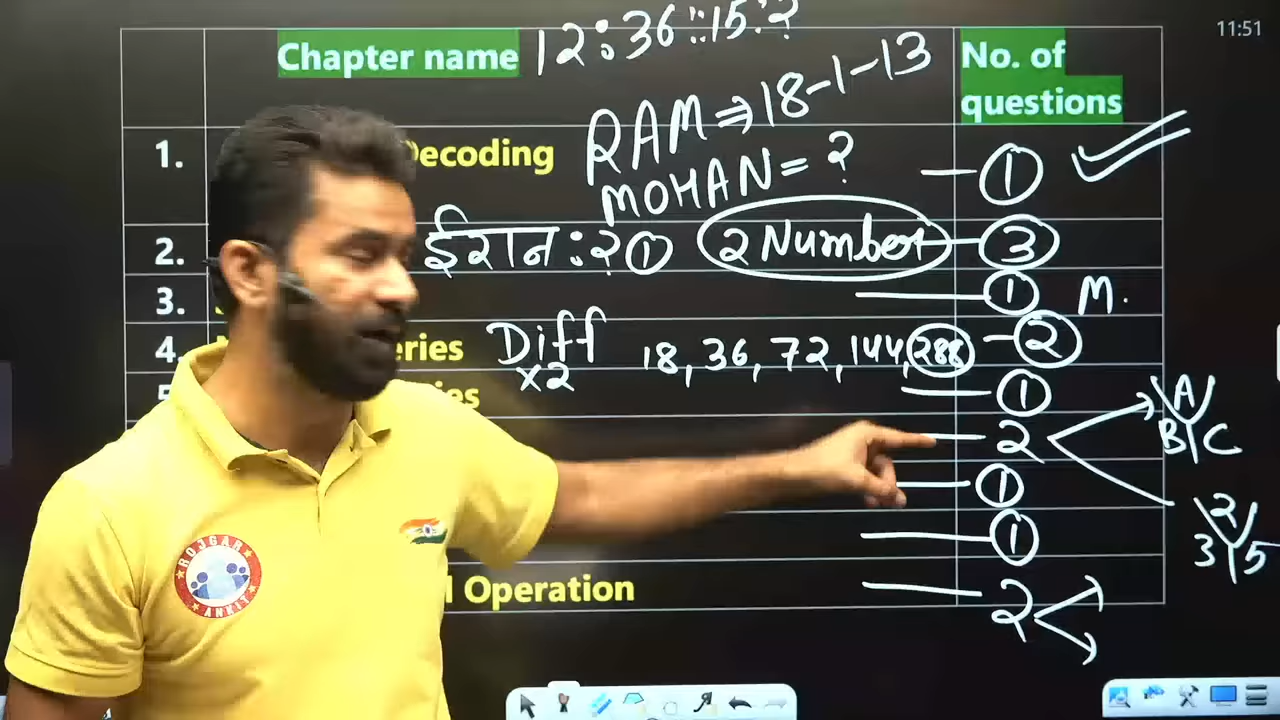 11:51
12:36::15:?
Chapter name
No. of
questions
RAM⇒18-1-13
1.
Decoding
①
MOHAN = ?
2.
ईरान : ? ①
2 Number
③
3.
① M.
4.
eries
Diff
×2
18, 36, 72, 144, 288
②
es
①
2
A
B C
①
2
3 5
①
l Operation
2
ROJGAR
ANKIT